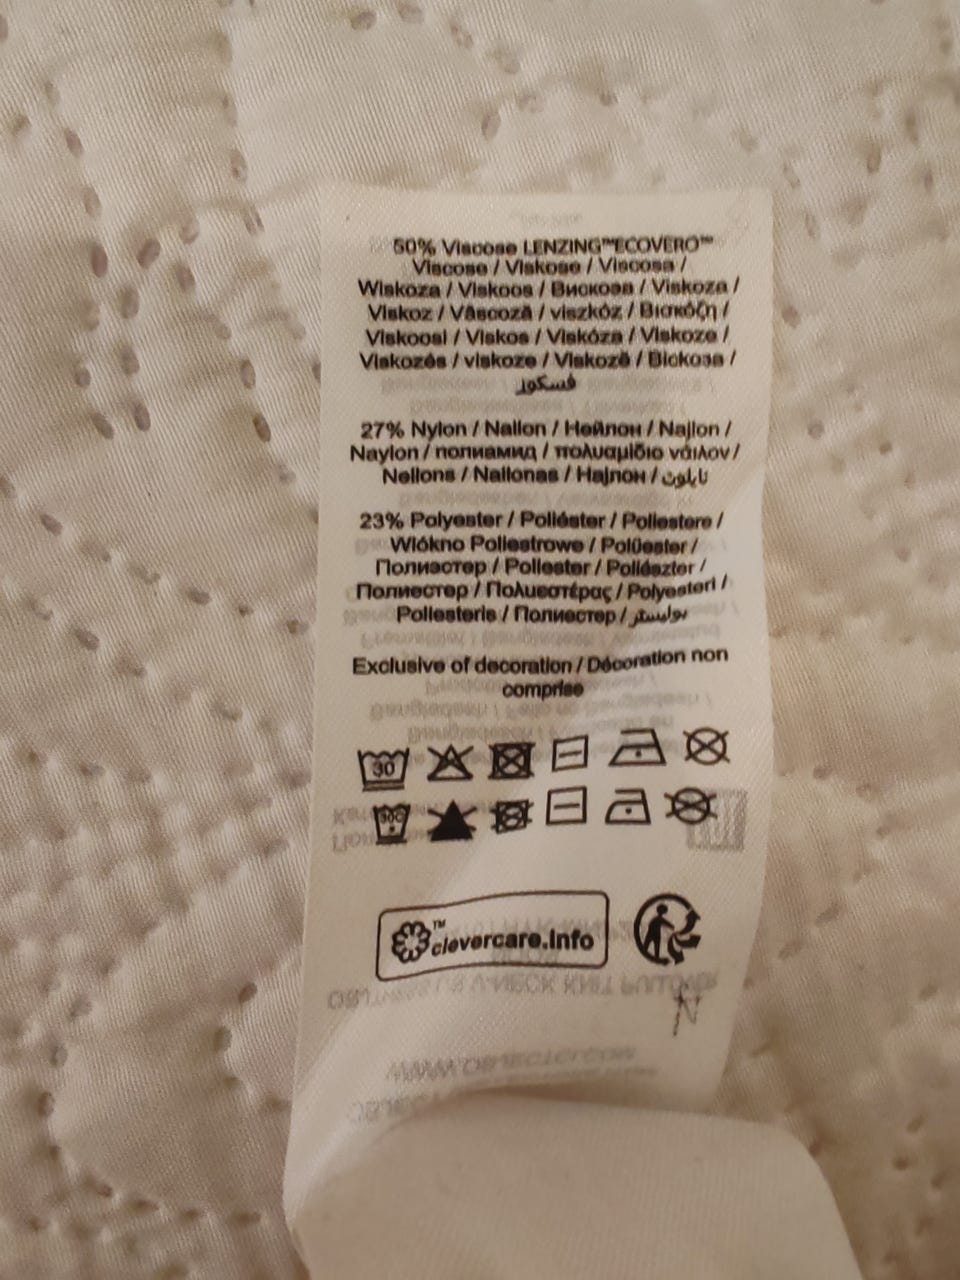 50% Viscose LENZING™ECOVERO™
Viscose / Viskose / Viscosa /
Wiskoza / Viskoos / Вискоза / Viskoza /
Viskoz / Vâscoză / viszkóz / Βισκόζη /
Viskoosi / Viskos / Viskóza / Viskoze /
Viskozės / viskoze / Viskozë / Віскоза /
فسكوز
27% Nylon / Nailon / Нейлон / Najlon /
Naylon / полиамид / πολυαμίδιο νάιλον /
Neilons / Nailonas / Најлон / نايلون
23% Polyester / Poliéster / Poliestere /
Włókno Poliestrowe / Polüester /
Полиэстер / Poliester / Poliészter /
Полиестер / Πολυεστέρας / Polyesteri /
Poliesteris / Полиестер / بوليستر
Exclusive of decoration / Décoration non
comprise
30
30C
™
clevercare.info